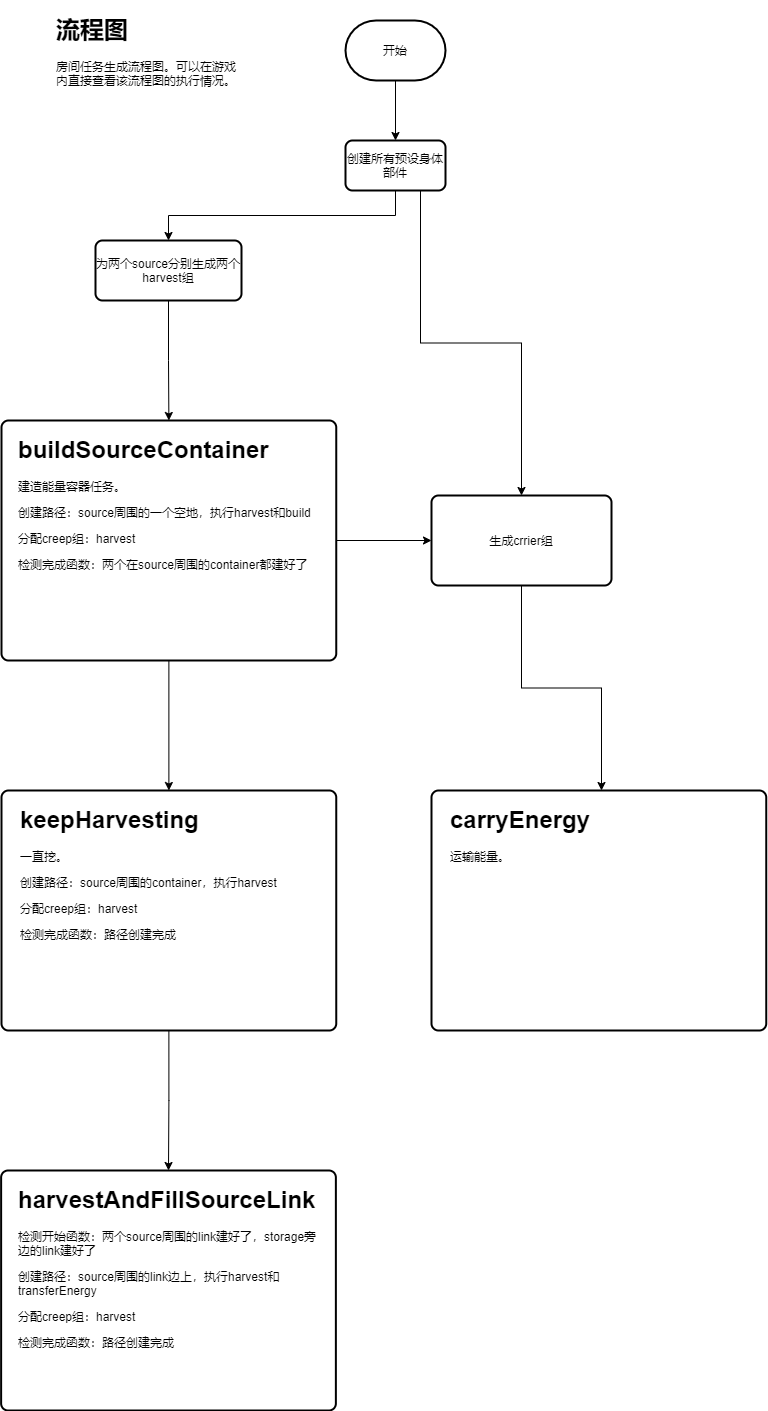 流程图
房间任务生成流程图。可以在游戏
内直接查看该流程图的执行情况。
开始
创建所有预设身体
部件
为两个source分别生成两个
harvest组
buildSourceContainer
建造能量容器任务。
创建路径：source周围的一个空地，执行harvest和build
分配creep组：harvest
检测完成函数：两个在source周围的container都建好了
生成crrier组
keepHarvesting
一直挖。
创建路径：source周围的container，执行harvest
分配creep组：harvest
检测完成函数：路径创建完成
carryEnergy
运输能量。
harvestAndFillSourceLink
检测开始函数：两个source周围的link建好了，storage旁
边的link建好了
创建路径：source周围的link边上，执行harvest和
transferEnergy
分配creep组：harvest
检测完成函数：路径创建完成